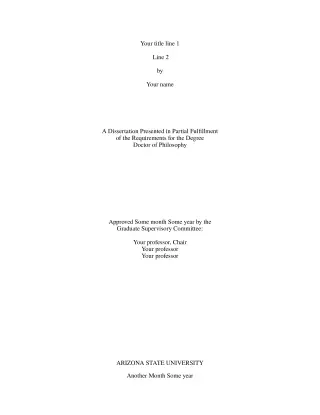 Your title line 1
Line 2
by
Your name
A Dissertation Presented in Partial Fulfillment
of the Requirements for the Degree
Doctor of Philosophy
Approved Some month Some year by the
Graduate Supervisory Committee:
Your professor, Chair
Your professor
Your professor
ARIZONA STATE UNIVERSITY
Another Month Some year